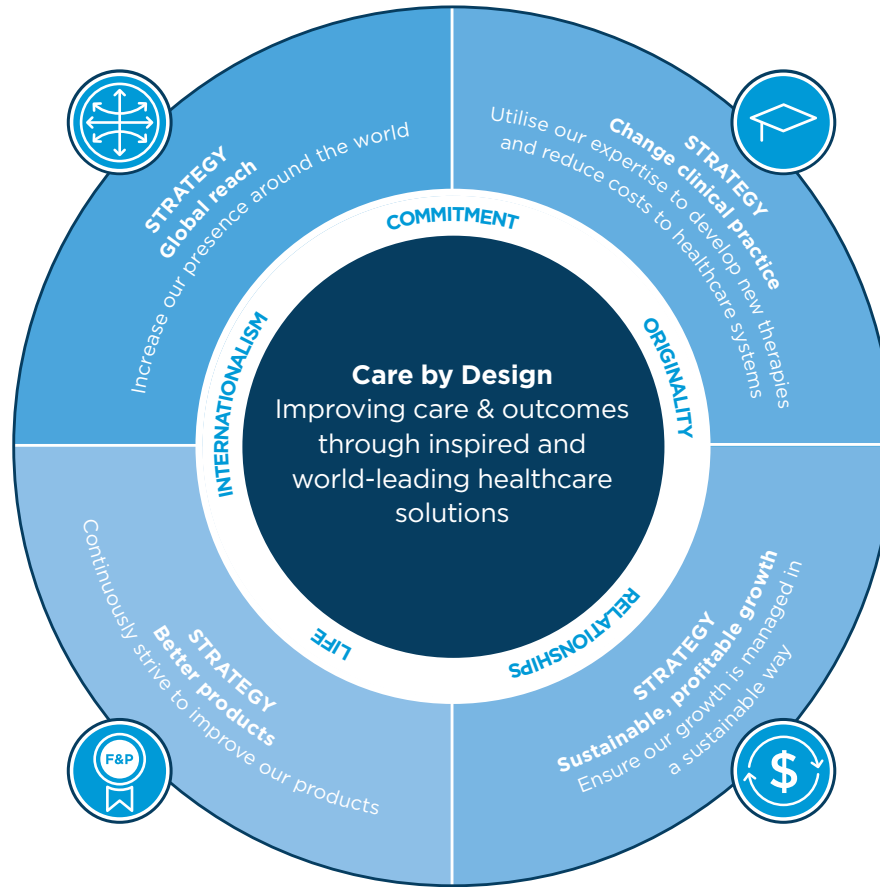 STRATEGY
Global reach
Increase our presence around the world
STRATEGY
Change clinical practice
Utilise our expertise to develop new therapies
and reduce costs to healthcare systems
COMMITMENT
ORIGINALITY
RELATIONSHIPS
LIFE
INTERNATIONALISM
Care by Design
Improving care & outcomes
through inspired and
world-leading healthcare
solutions
STRATEGY
Better products
Continuously strive to improve our products
F&P
STRATEGY
Sustainable, profitable growth
Ensure our growth is managed in
a sustainable way
$